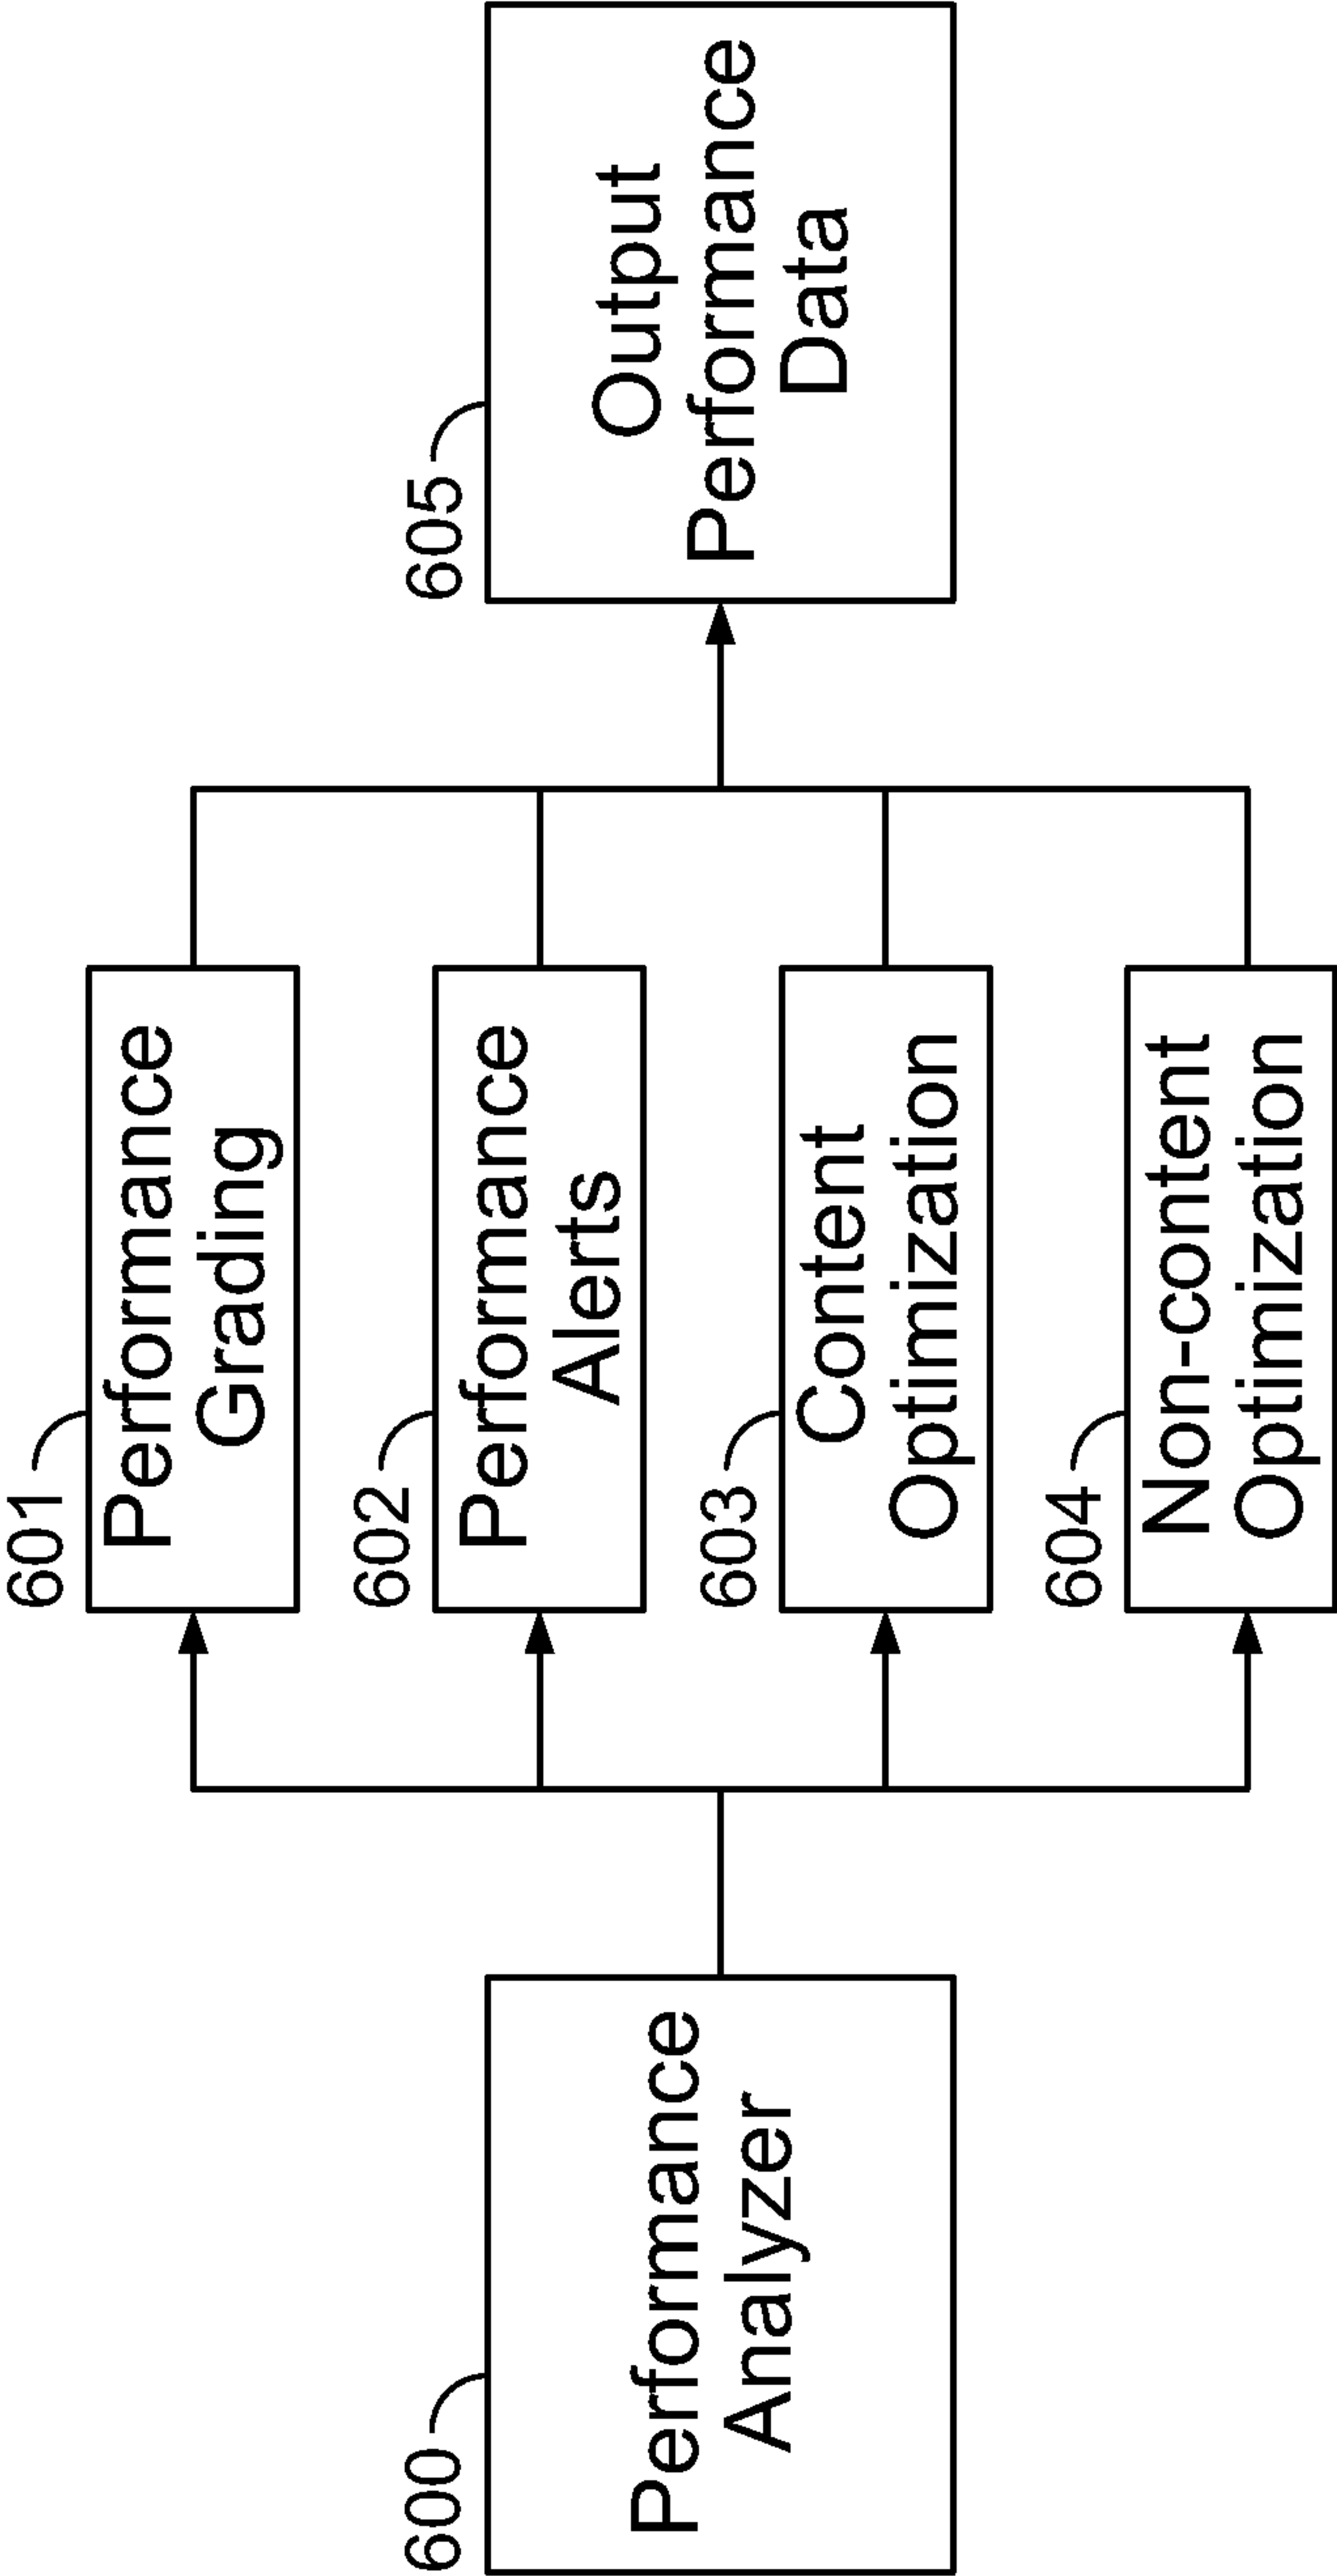 600
Performance
Analyzer
601
Performance
Grading
602
Performance
Alerts
603
Content
Optimization
604
Non-content
Optimization
605
Output
Performance
Data